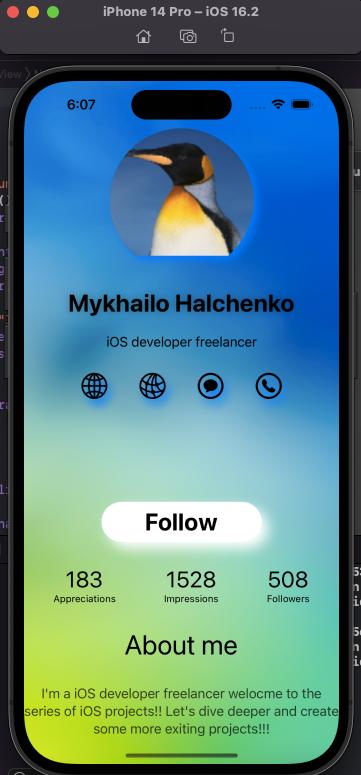 iPhone 14 Pro – iOS 16.2
6:07
Mykhailo Halchenko
iOS developer freelancer
Follow
183 1528 508
Appreciations Impressions Followers
About me
I'm a iOS developer freelancer welocme to the
series of iOS projects!! Let's dive deeper and create
some more exiting projects!!!